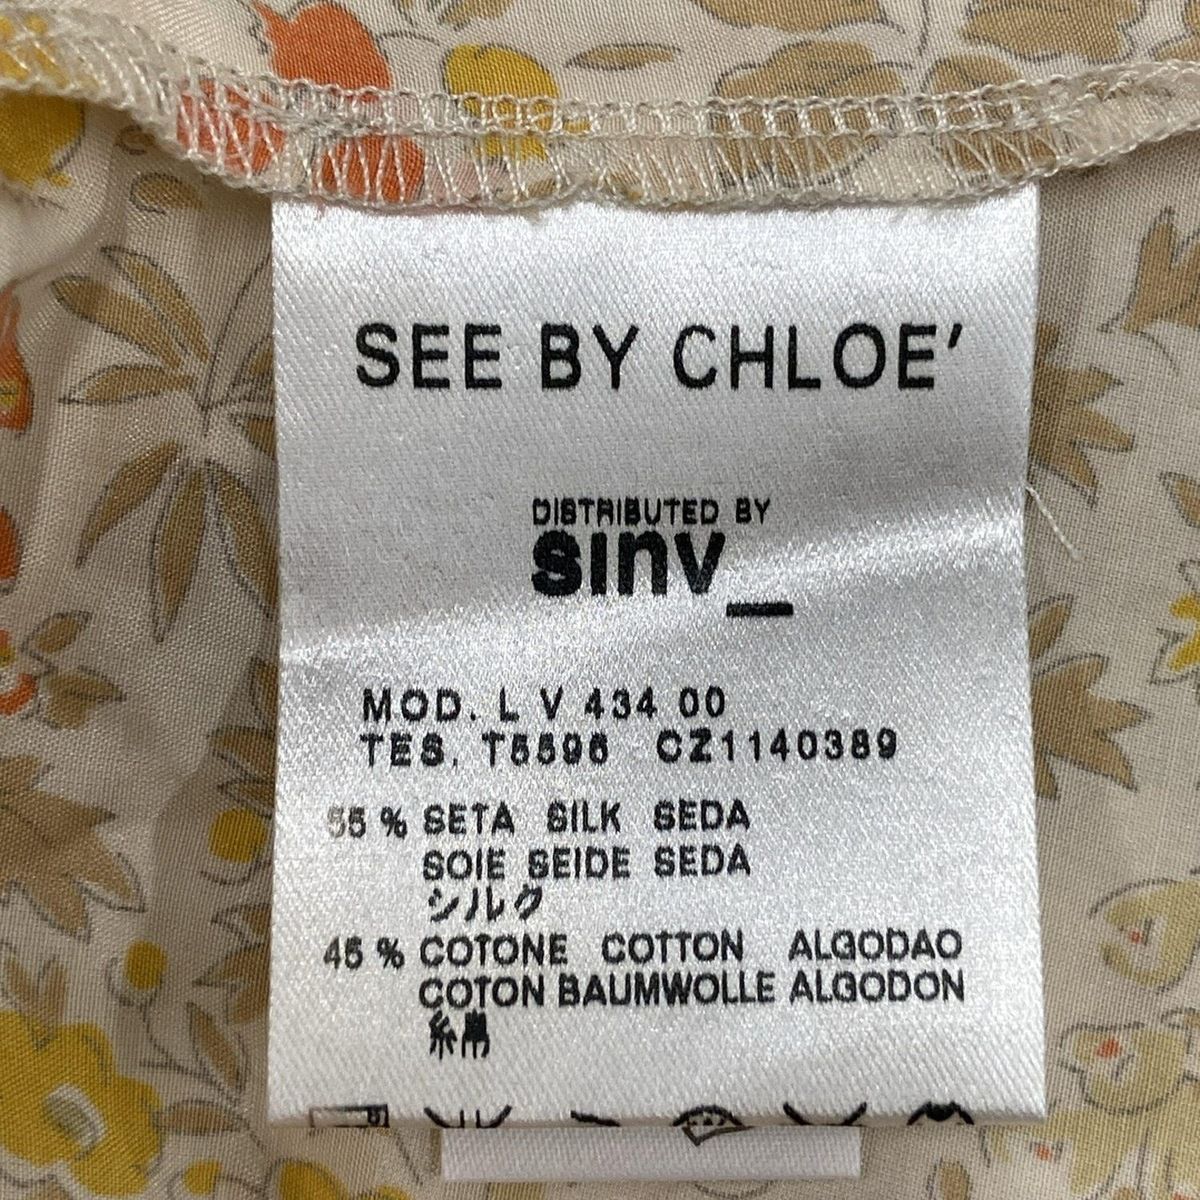 SEE BY CHLOE'
DISTRIBUTED BY
sinv_
MOD. L V 434 00
TES. T5596 CZ1140389
55 % SETA SILK SEDA
SOIE SEIDE SEDA
シルク
45 % COTONE COTTON ALGODAO
COTON BAUMWOLLE ALGODON